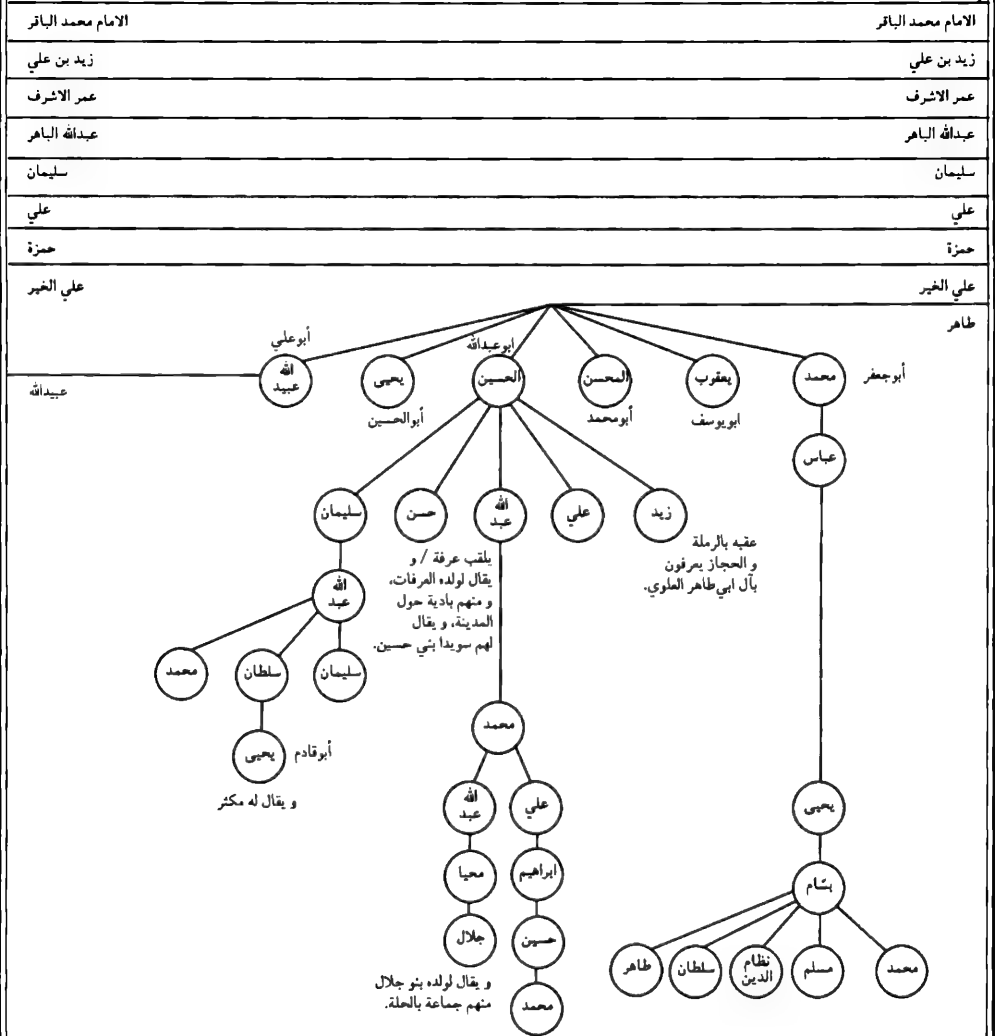 الامام محمد الباقر
الامام محمد الباقر
زيد بن علي
زيد بن علي
عمر الاشرف
عمر الاشرف
عبدالله الباهر
عبدالله الباهر
سليمان
سليمان
علي
علي
حمزة
حمزة
علي الخير
علي الخير
طاهر
أبوجعفر
محمد
يعقوب
ابويوسف
المحسن
أبومحمد
ابوعبدالله
الحسين
يحيى
أبوالحسين
أبوعلي
الله
عبيد
عبيدالله
عباس
زيد
عقبه بالرملة
و الحجاز يعرفون
بآل ابي طاهر العلوي.
علي
الله
عبد
حسن
سليمان
يلقب عرفة / و
يقال لولده العرفات،
و منهم بادية حول
المدينة، و يقال
لهم سويدا بني حسين.
الله
عبد
سليمان
سلطان
محمد
أبوقادم
يحيى
و يقال له مكثر
محمد
علي
الله
عبد
يحيى
ابراهيم
محيا
بسّام
حسين
جلال
محمد
مسلم
نظام
الدين
سلطان
طاهر
و يقال لولده بنو جلال
منهم جماعة بالحلة.
محمد